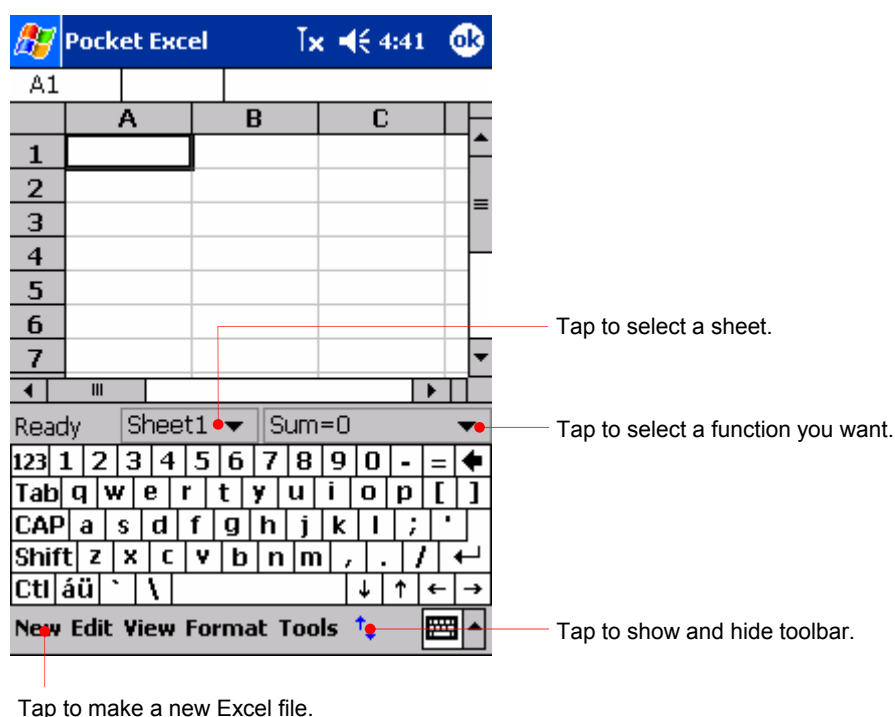 Pocket Excel 4:41 ok
A1
A B C
1
2
3
4
5
6
7
Tap to select a sheet.
Ready Sheet1 Sum=0
Tap to select a function you want.
123 1 2 3 4 5 6 7 8 9 0 - =
Tab q w e r t y u i o p [ ]
CAP a s d f g h j k l ; '
Shift z x c v b n m , . /
Ctl áü ` \ ↓ ↑ ← →
New Edit View Format Tools
Tap to show and hide toolbar.
Tap to make a new Excel file.